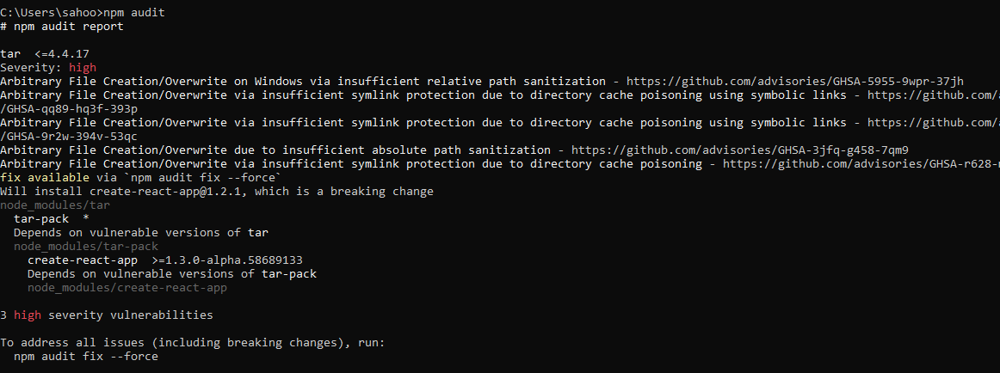 C:\Users\sahoo>npm audit
# npm audit report
tar  <=4.4.17
Severity: high
Arbitrary File Creation/Overwrite on Windows via insufficient relative path sanitization - https://github.com/advisories/GHSA-5955-9wpr-37jh
Arbitrary File Creation/Overwrite via insufficient symlink protection due to directory cache poisoning using symbolic links - https://github.com/a
/GHSA-qq89-hq3f-393p
Arbitrary File Creation/Overwrite via insufficient symlink protection due to directory cache poisoning using symbolic links - https://github.com/a
/GHSA-9r2w-394v-53qc
Arbitrary File Creation/Overwrite due to insufficient absolute path sanitization - https://github.com/advisories/GHSA-3jfq-g458-7qm9
Arbitrary File Creation/Overwrite via insufficient symlink protection due to directory cache poisoning - https://github.com/advisories/GHSA-r628-
fix available via `npm audit fix --force`
Will install create-react-app@1.2.1, which is a breaking change
node_modules/tar
  tar-pack  *
  Depends on vulnerable versions of tar
  node_modules/tar-pack
    create-react-app  >=1.3.0-alpha.58689133
    Depends on vulnerable versions of tar-pack
    node_modules/create-react-app
3 high severity vulnerabilities
To address all issues (including breaking changes), run:
  npm audit fix --force